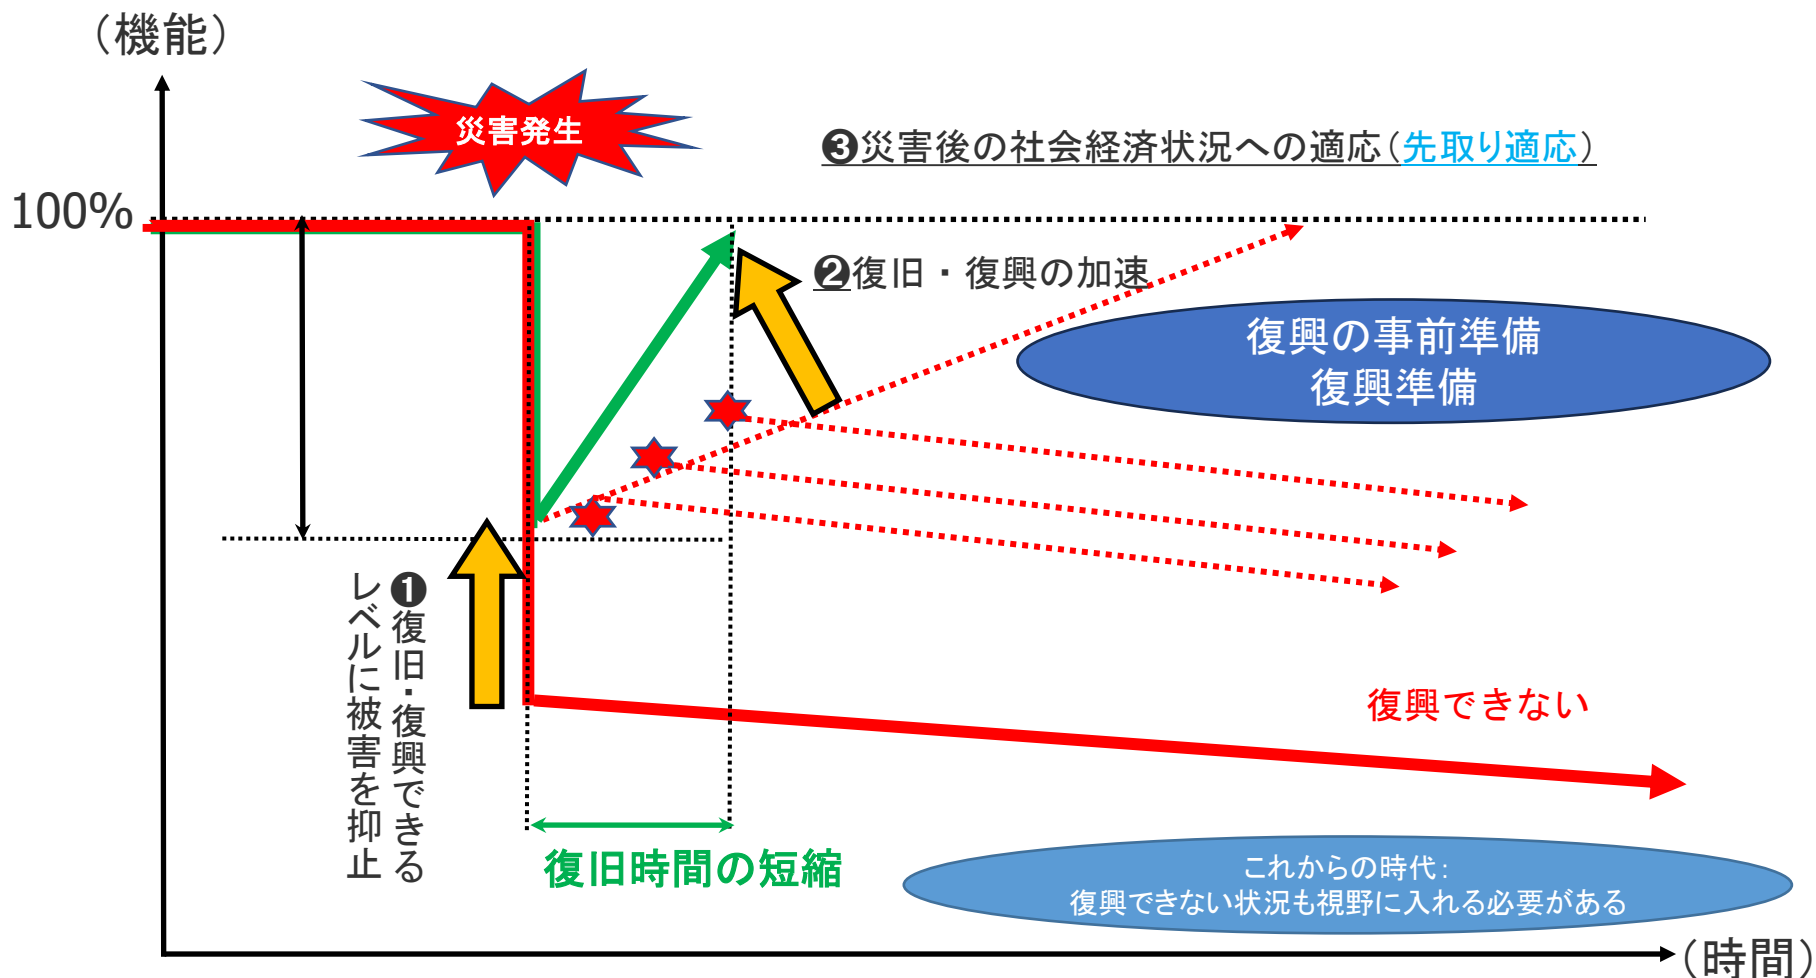 （機能）
災害発生
❸災害後の社会経済状況への適応（先取り適応）
100%
❷復旧・復興の加速
復興の事前準備
復興準備
❶復旧・復興できる
レベルに被害を抑止
復興できない
復旧時間の短縮
これからの時代：
復興できない状況も視野に入れる必要がある
（時間）